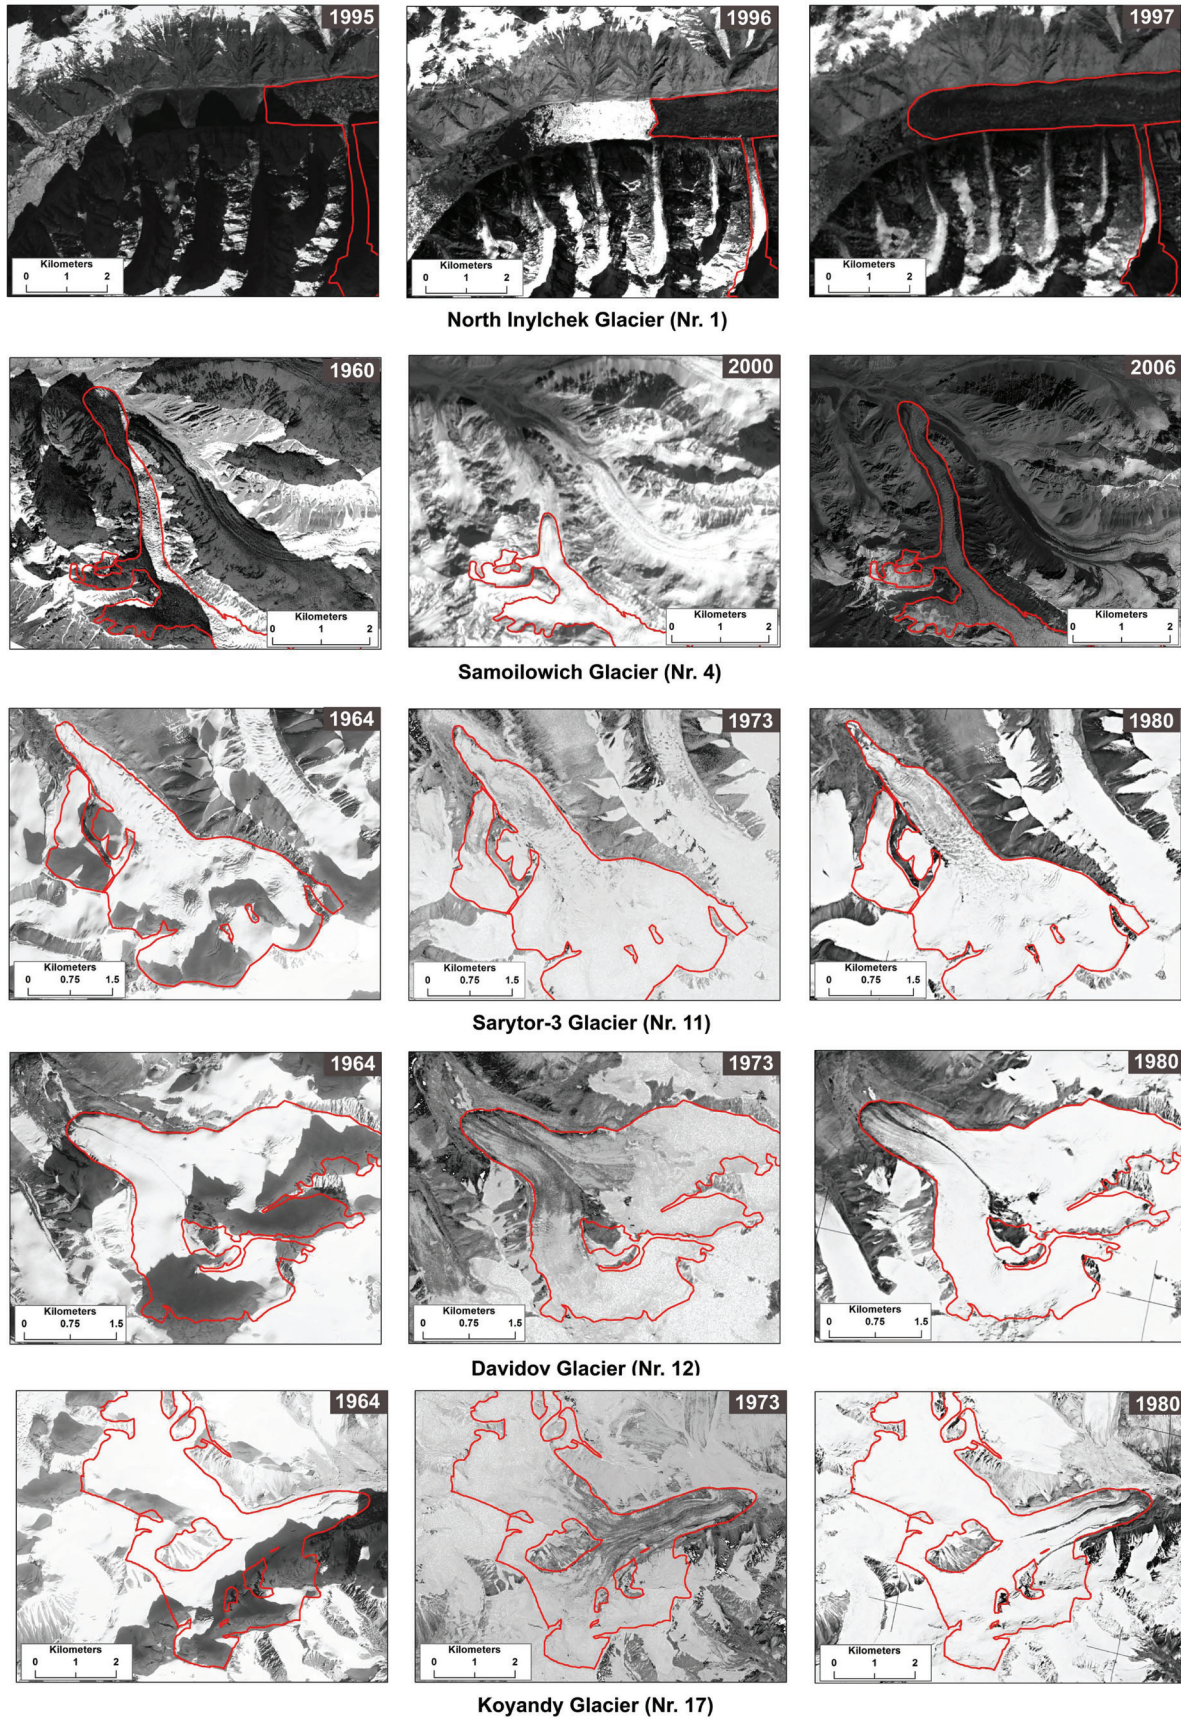 1995
1996
1997
Kilometers
0 1 2
Kilometers
0 1 2
Kilometers
0 1 2
North Inylchek Glacier (Nr. 1)
1960
2000
2006
Kilometers
0 1 2
Kilometers
0 1 2
Kilometers
0 1 2
Samoilowich Glacier (Nr. 4)
1964
1973
1980
Kilometers
0 0.75 1.5
Kilometers
0 0.75 1.5
Kilometers
0 0.75 1.5
Sarytor-3 Glacier (Nr. 11)
1964
1973
1980
Kilometers
0 0.75 1.5
Kilometers
0 0.75 1.5
Kilometers
0 0.75 1.5
Davidov Glacier (Nr. 12)
1964
1973
1980
Kilometers
0 1 2
Kilometers
0 1 2
Kilometers
0 1 2
Koyandy Glacier (Nr. 17)